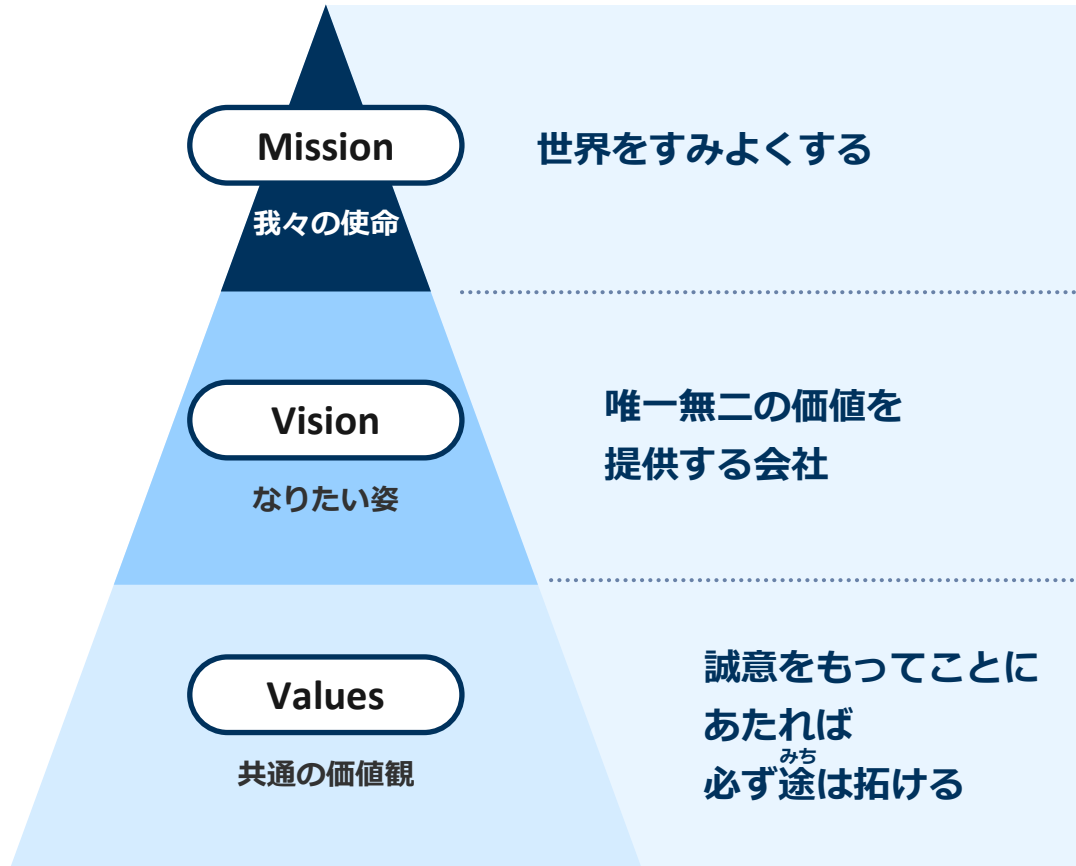 Mission
我々の使命
世界をすみよくする
Vision
なりたい姿
唯一無二の価値を
提供する会社
Values
共通の価値観
誠意をもってことに
あたれば
みち
必ず途は拓ける